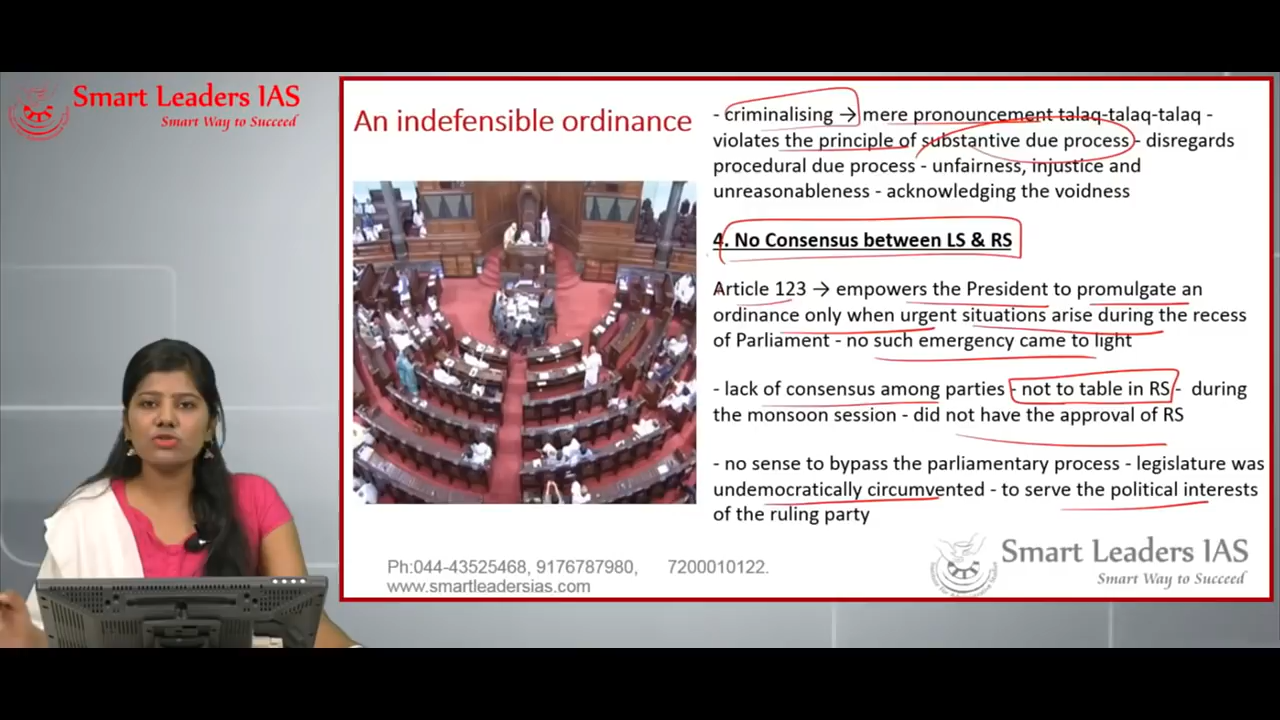 Smart Leaders IAS
Smart Way to Succeed
An indefensible ordinance
- criminalising → mere pronouncement talaq-talaq-talaq -
violates the principle of substantive due process - disregards
procedural due process - unfairness, injustice and
unreasonableness - acknowledging the voidness
4. No Consensus between LS & RS
Article 123 → empowers the President to promulgate an
ordinance only when urgent situations arise during the recess
of Parliament - no such emergency came to light
- lack of consensus among parties - not to table in RS - during
the monsoon session - did not have the approval of RS
- no sense to bypass the parliamentary process - legislature was
undemocratically circumvented - to serve the political interests
of the ruling party
Ph:044-43525468, 9176787980, 7200010122.
www.smartleadersias.com
Smart Leaders IAS
Smart Way to Succeed